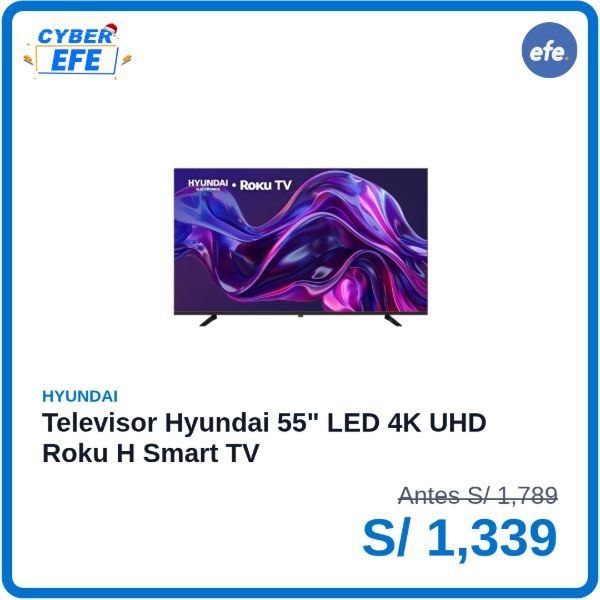 CYBER
EFE
efe.
HYUNDAI
ELECTRONICS
• ROKU TV
HYUNDAI
Televisor Hyundai 55" LED 4K UHD
Roku H Smart TV
Antes S/ 1,789
S/ 1,339